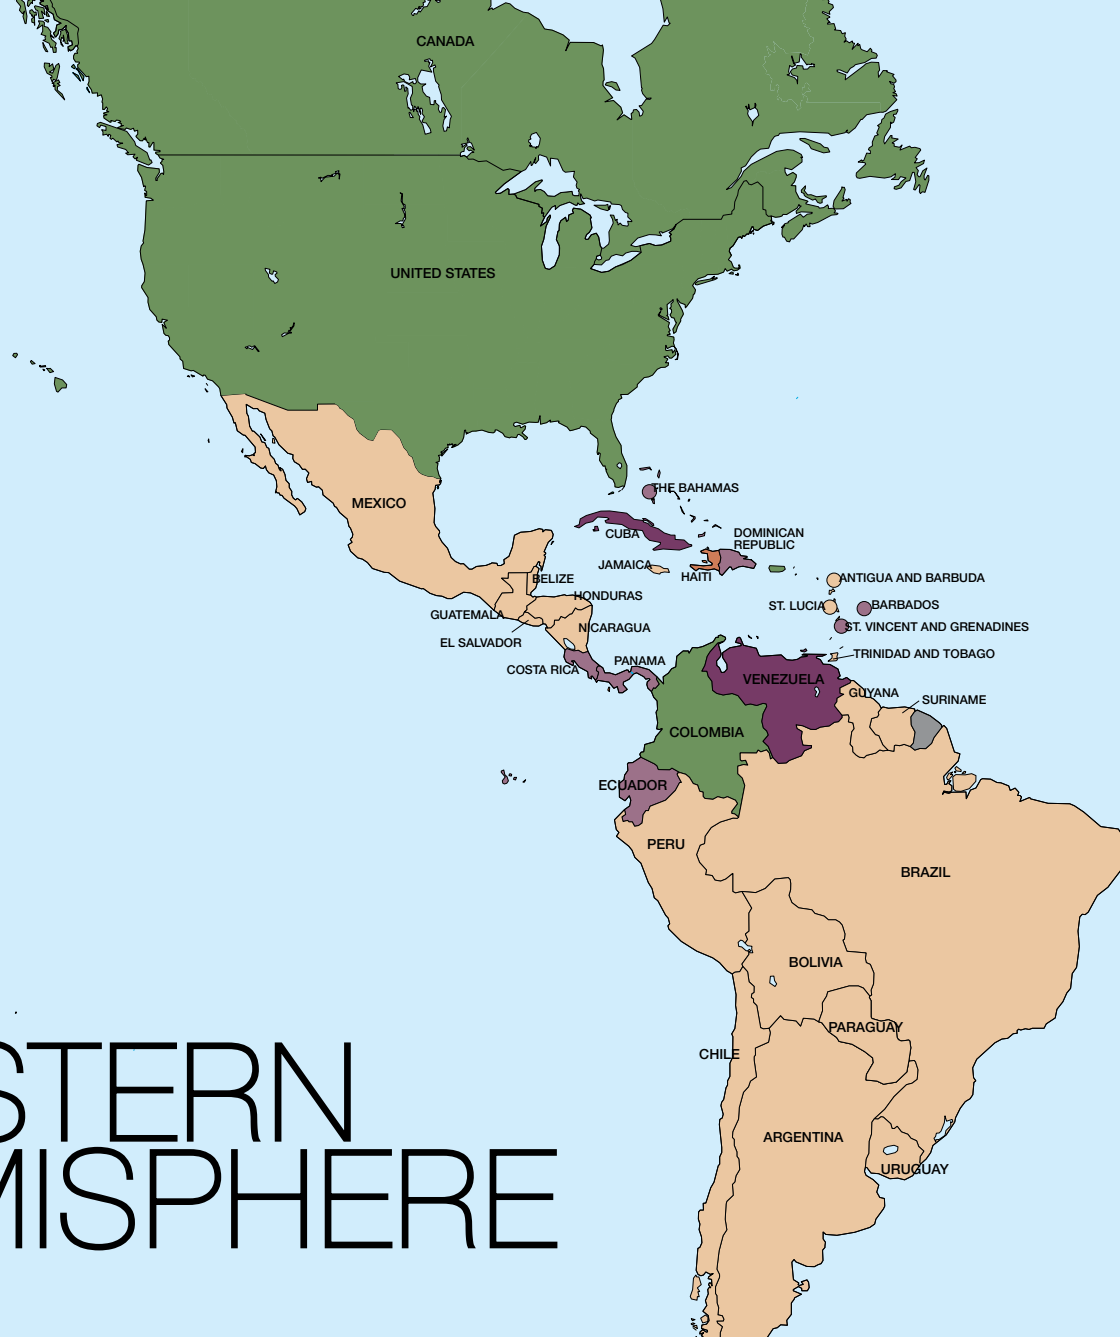 CANADA
UNITED STATES
MEXICO
THE BAHAMAS
CUBA
DOMINICAN
REPUBLIC
JAMAICA
HAITI
BELIZE
ANTIGUA AND BARBUDA
HONDURAS
ST. LUCIA
BARBADOS
GUATEMALA
NICARAGUA
ST. VINCENT AND GRENADINES
EL SALVADOR
TRINIDAD AND TOBAGO
COSTA RICA
PANAMA
VENEZUELA
GUYANA
SURINAME
COLOMBIA
ECUADOR
PERU
BRAZIL
BOLIVIA
PARAGUAY
CHILE
ARGENTINA
URUGUAY
STERN
MISPHERE